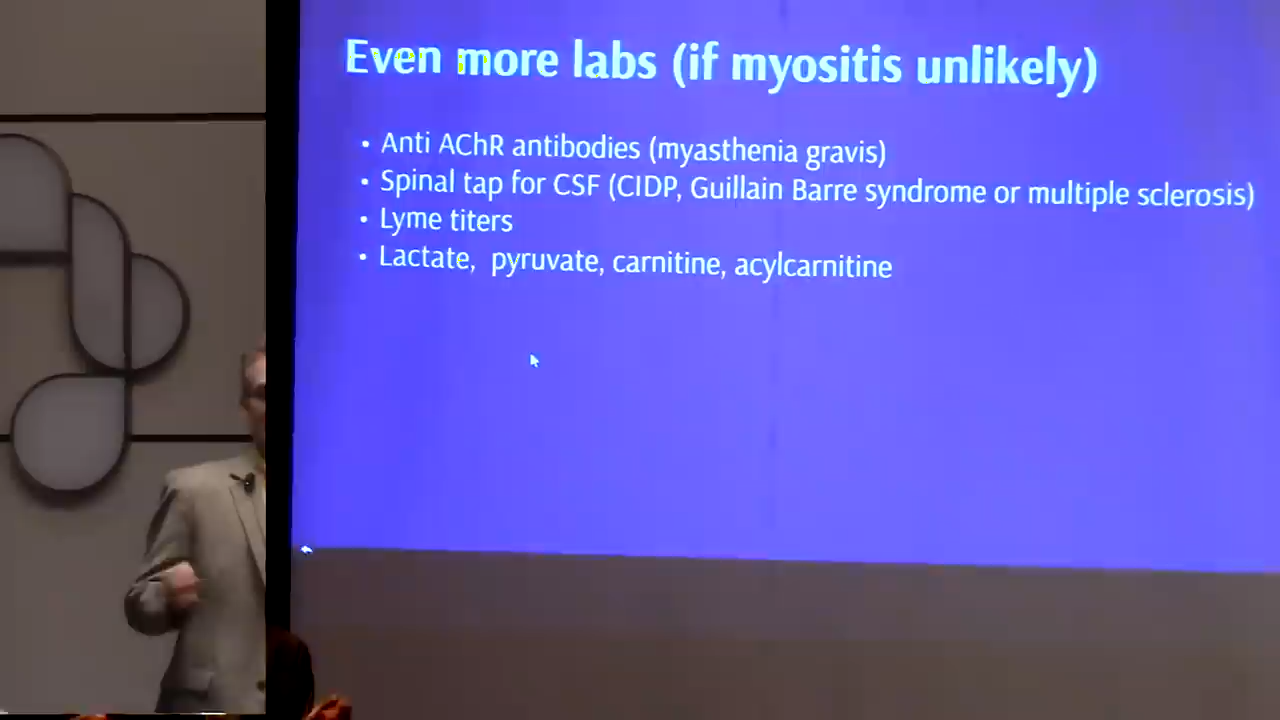 Even more labs (if myositis unlikely)
• Anti AChR antibodies (myasthenia gravis)
• Spinal tap for CSF (CIDP, Guillain Barre syndrome or multiple sclerosis)
• Lyme titers
• Lactate, pyruvate, carnitine, acylcarnitine